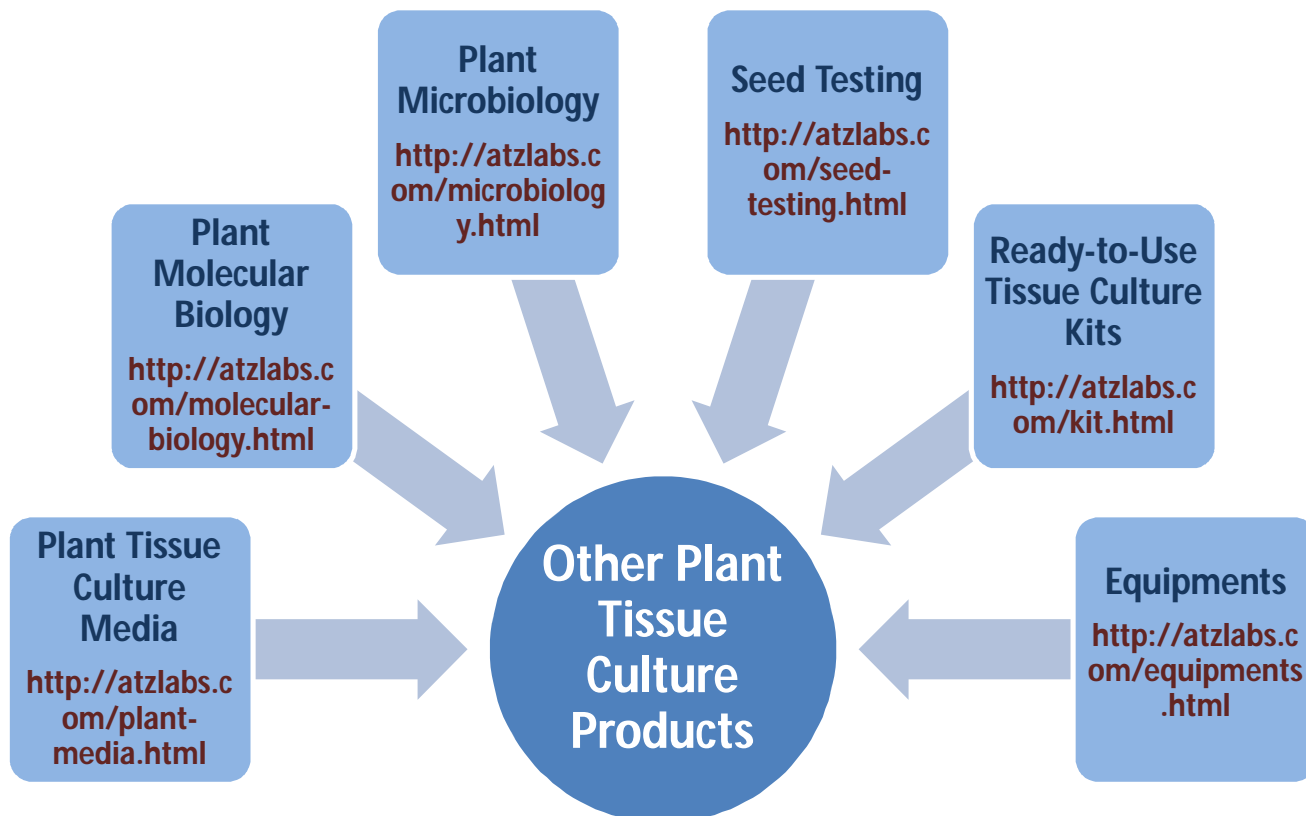 Plant
Microbiology
http://atzlabs.c
om/microbiolog
y.html
Seed Testing
http://atzlabs.c
om/seed-
testing.html
Plant
Molecular
Biology
http://atzlabs.c
om/molecular-
biology.html
Ready-to-Use
Tissue Culture
Kits
http://atzlabs.c
om/kit.html
Plant Tissue
Culture
Media
http://atzlabs.c
om/plant-
media.html
Other Plant
Tissue
Culture
Products
Equipments
http://atzlabs.c
om/equipments
.html